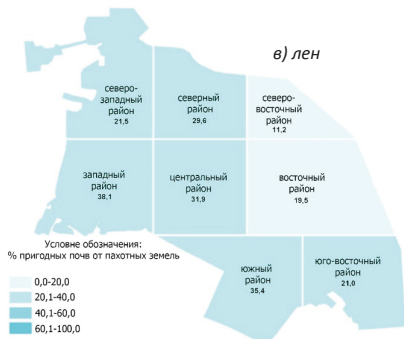 в) лен
северо-
западный
район
21,5
северный
район
29,6
северо-
восточный
район
11,2
западный
район
38,1
центральный
район
31,9
восточный
район
19,5
Условне обозначения:
% пригодных почв от пахотных земель
0,0-20,0
20,1-40,0
40,1-60,0
60,1-100,0
южный
район
35,4
юго-восточный
район
21,0